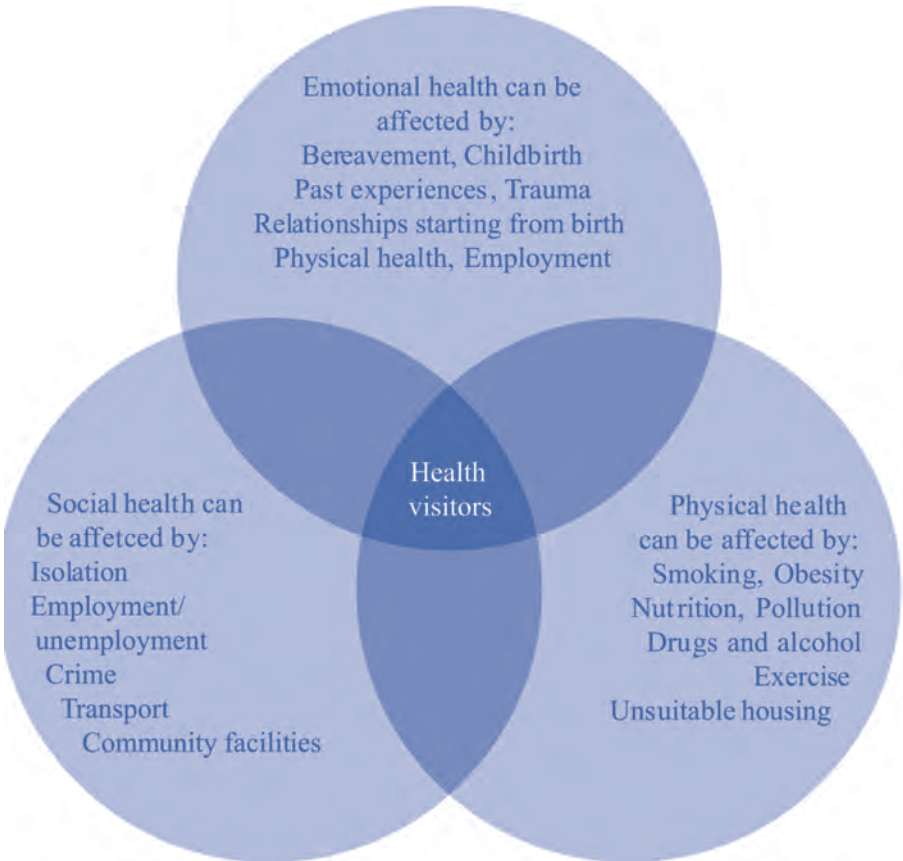 Emotional health can be
affected by:
Bereavement, Childbirth
Past experiences, Trauma
Relationships starting from birth
Physical health, Employment
Health
visitors
Social health can
be affetced by:
Isolation
Employment/
unemployment
Crime
Transport
Community facilities
Physical health
can be affected by:
Smoking, Obesity
Nutrition, Pollution
Drugs and alcohol
Exercise
Unsuitable housing